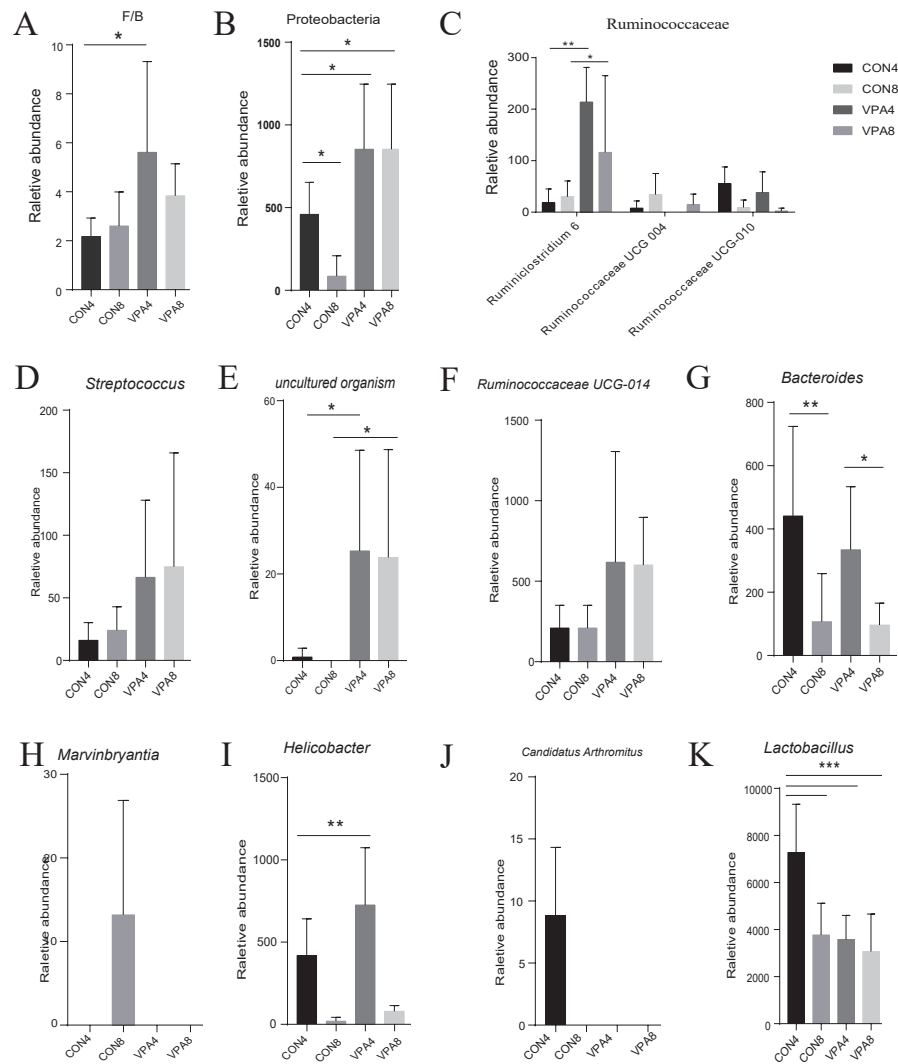 A
F/B
Raletive abundance
10
8
6
4
2
0
*
CON4
CON8
VPA4
VPA8
B
Proteobacteria
Raletive abundance
1500
1000
500
0
*
*
*
CON4
CON8
VPA4
VPA8
C
Ruminococcaceae
Raletive abundance
300
200
100
0
**
*
Ruminiclostridium 6
Ruminococcaceae UCG 004
Ruminococcaceae UCG-010
CON4
CON8
VPA4
VPA8
D
Streptococcus
Raletive abundance
200
150
100
50
0
CON4
CON8
VPA4
VPA8
E
uncultured organism
Raletive abundance
60
40
20
0
*
*
CON4
CON8
VPA4
VPA8
F
Ruminococcaceae UCG-014
Raletive abundance
1500
1000
500
0
CON4
CON8
VPA4
VPA8
G
Bacteroides
Raletive abundance
800
600
400
200
0
**
*
CON4
CON8
VPA4
VPA8
H
Marvinbryantia
Raletive abundance
30
20
10
0
CON4
CON8
VPA4
VPA8
I
Helicobacter
Raletive abundance
1500
1000
500
0
**
CON4
CON8
VPA4
VPA8
J
Candidatus Arthromitus
Raletive abundance
20
15
10
5
0
CON4
CON8
VPA4
VPA8
K
Lactobacillus
Raletive abundance
10000
8000
6000
4000
2000
0
***
CON4
CON8
VPA4
VPA8